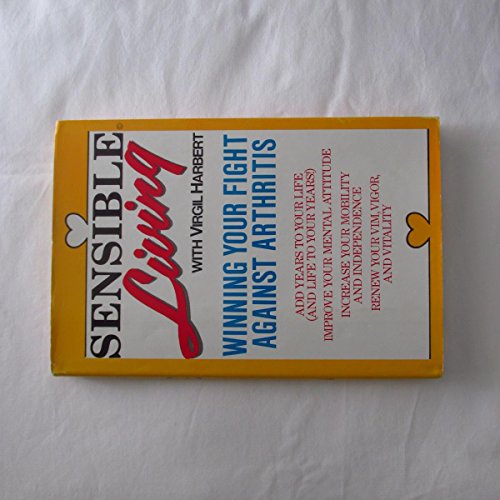 SENSIBLE®
Living
WITH VIRGIL HARBERT
WINNING YOUR FIGHT
AGAINST ARTHRITIS
ADD YEARS TO YOUR LIFE
(AND LIFE TO YOUR YEARS!)
IMPROVE YOUR MENTAL ATTITUDE
INCREASE YOUR MOBILITY
AND INDEPENDENCE
RENEW YOUR VIM, VIGOR,
AND VITALITY